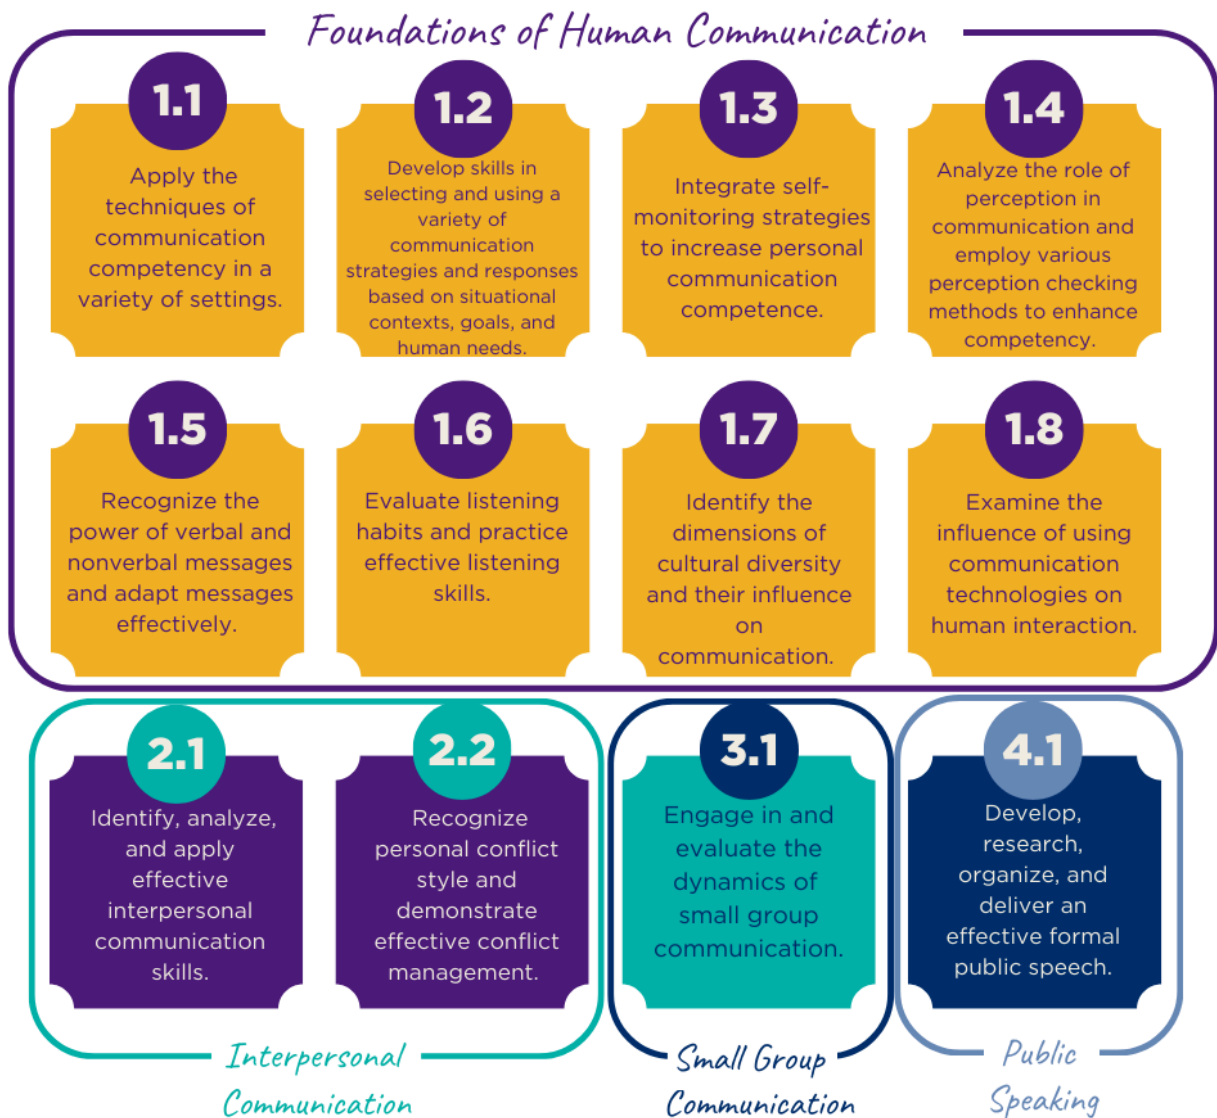 Foundations of Human Communication
1.1
Apply the
techniques of
communication
competency in a
variety of settings.
1.2
Develop skills in
selecting and using a
variety of
communication
strategies and responses
based on situational
contexts, goals, and
human needs.
1.3
Integrate self-
monitoring strategies
to increase personal
communication
competence.
1.4
Analyze the role of
perception in
communication and
employ various
perception checking
methods to enhance
competency.
1.5
Recognize the
power of verbal and
nonverbal messages
and adapt messages
effectively.
1.6
Evaluate listening
habits and practice
effective listening
skills.
1.7
Identify the
dimensions of
cultural diversity
and their influence
on
communication.
1.8
Examine the
influence of using
communication
technologies on
human interaction.
2.1
Identify, analyze,
and apply
effective
interpersonal
communication
skills.
2.2
Recognize
personal conflict
style and
demonstrate
effective conflict
management.
Interpersonal
Communication
3.1
Engage in and
evaluate the
dynamics of
small group
communication.
Small Group
Communication
4.1
Develop,
research,
organize, and
deliver an
effective formal
public speech.
Public
Speaking